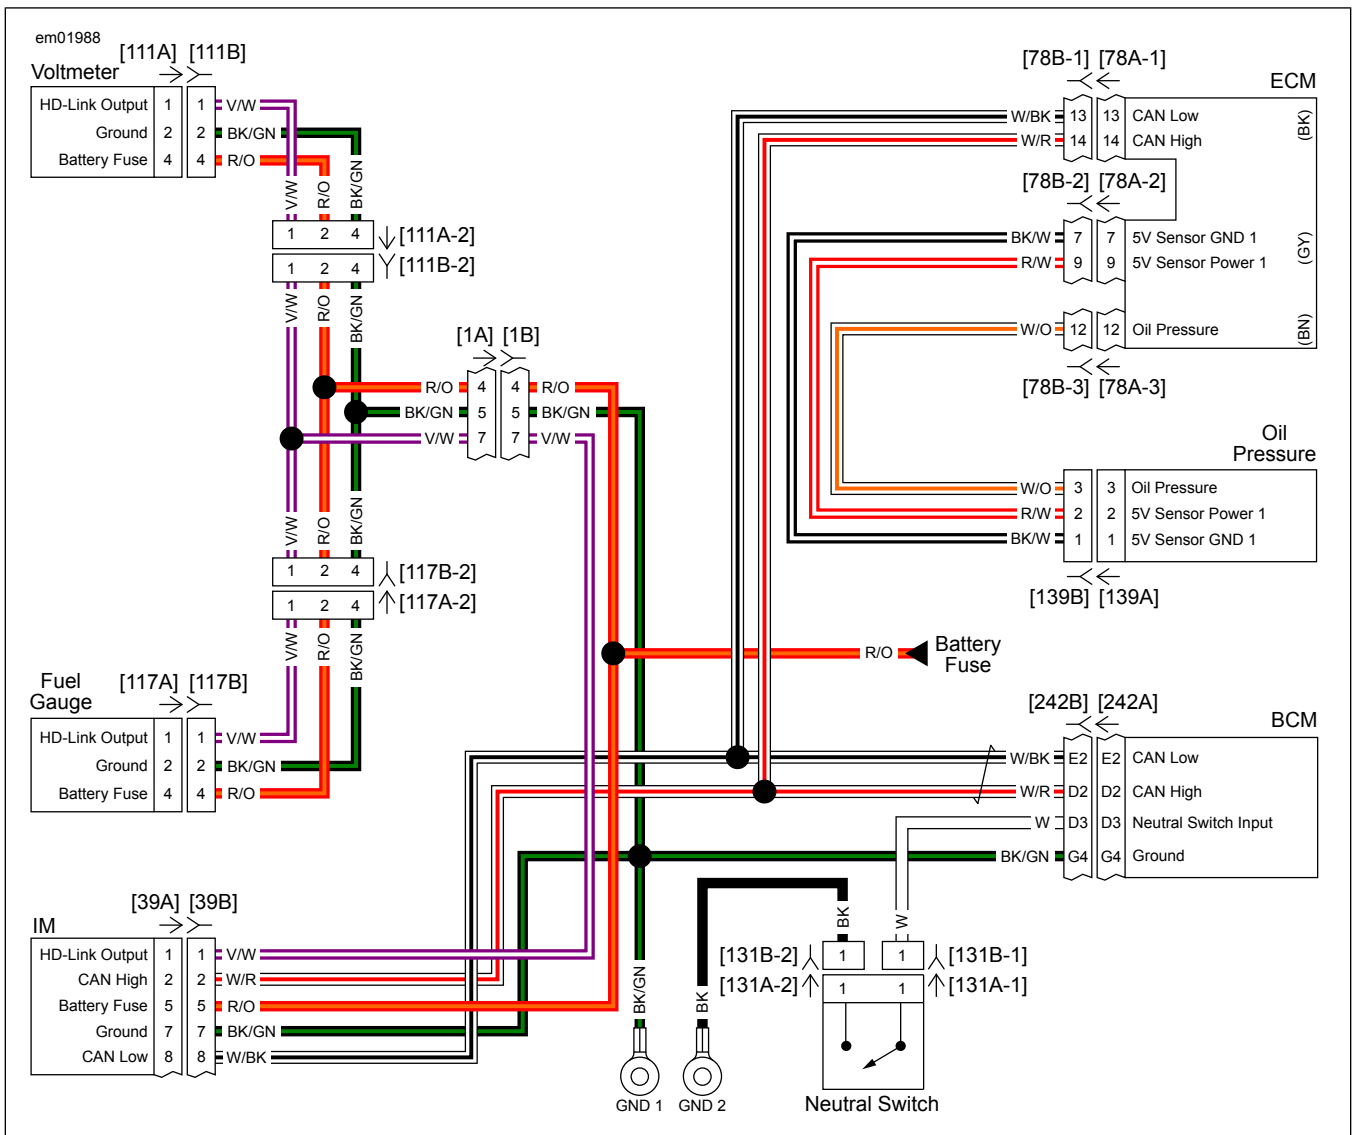 em01988
[111A] [111B]
Voltmeter
HD-Link Output 1 1 V/W
Ground 2 2 BK/GN
Battery Fuse 4 4 R/O
V/W R/O BK/GN
1 2 4 [111A-2]
1 2 4 [111B-2]
V/W R/O BK/GN
[1A] [1B]
R/O 4 4 R/O
BK/GN 5 5 BK/GN
V/W 7 7 V/W
V/W R/O BK/GN
1 2 4 [117B-2]
1 2 4 [117A-2]
V/W R/O BK/GN
Fuel
Gauge
[117A] [117B]
HD-Link Output 1 1 V/W
Ground 2 2 BK/GN
Battery Fuse 4 4 R/O
[39A] [39B]
IM
HD-Link Output 1 1 V/W
CAN High 2 2 W/R
Battery Fuse 5 5 R/O
Ground 7 7 BK/GN
CAN Low 8 8 W/BK
[78B-1] [78A-1]
ECM
W/BK 13 13 CAN Low
W/R 14 14 CAN High
(BK)
[78B-2] [78A-2]
BK/W 7 7 5V Sensor GND 1
R/W 9 9 5V Sensor Power 1
(GY)
W/O 12 12 Oil Pressure
(BN)
[78B-3] [78A-3]
Oil
Pressure
W/O 3 3 Oil Pressure
R/W 2 2 5V Sensor Power 1
BK/W 1 1 5V Sensor GND 1
[139B] [139A]
R/O
Battery
Fuse
[242B] [242A]
BCM
W/BK E2 E2 CAN Low
W/R D2 D2 CAN High
W D3 D3 Neutral Switch Input
BK/GN G4 G4 Ground
BK W
[131B-2] 1 1 [131B-1]
[131A-2] 1 1 [131A-1]
BK/GN BK
GND 1 GND 2
Neutral Switch